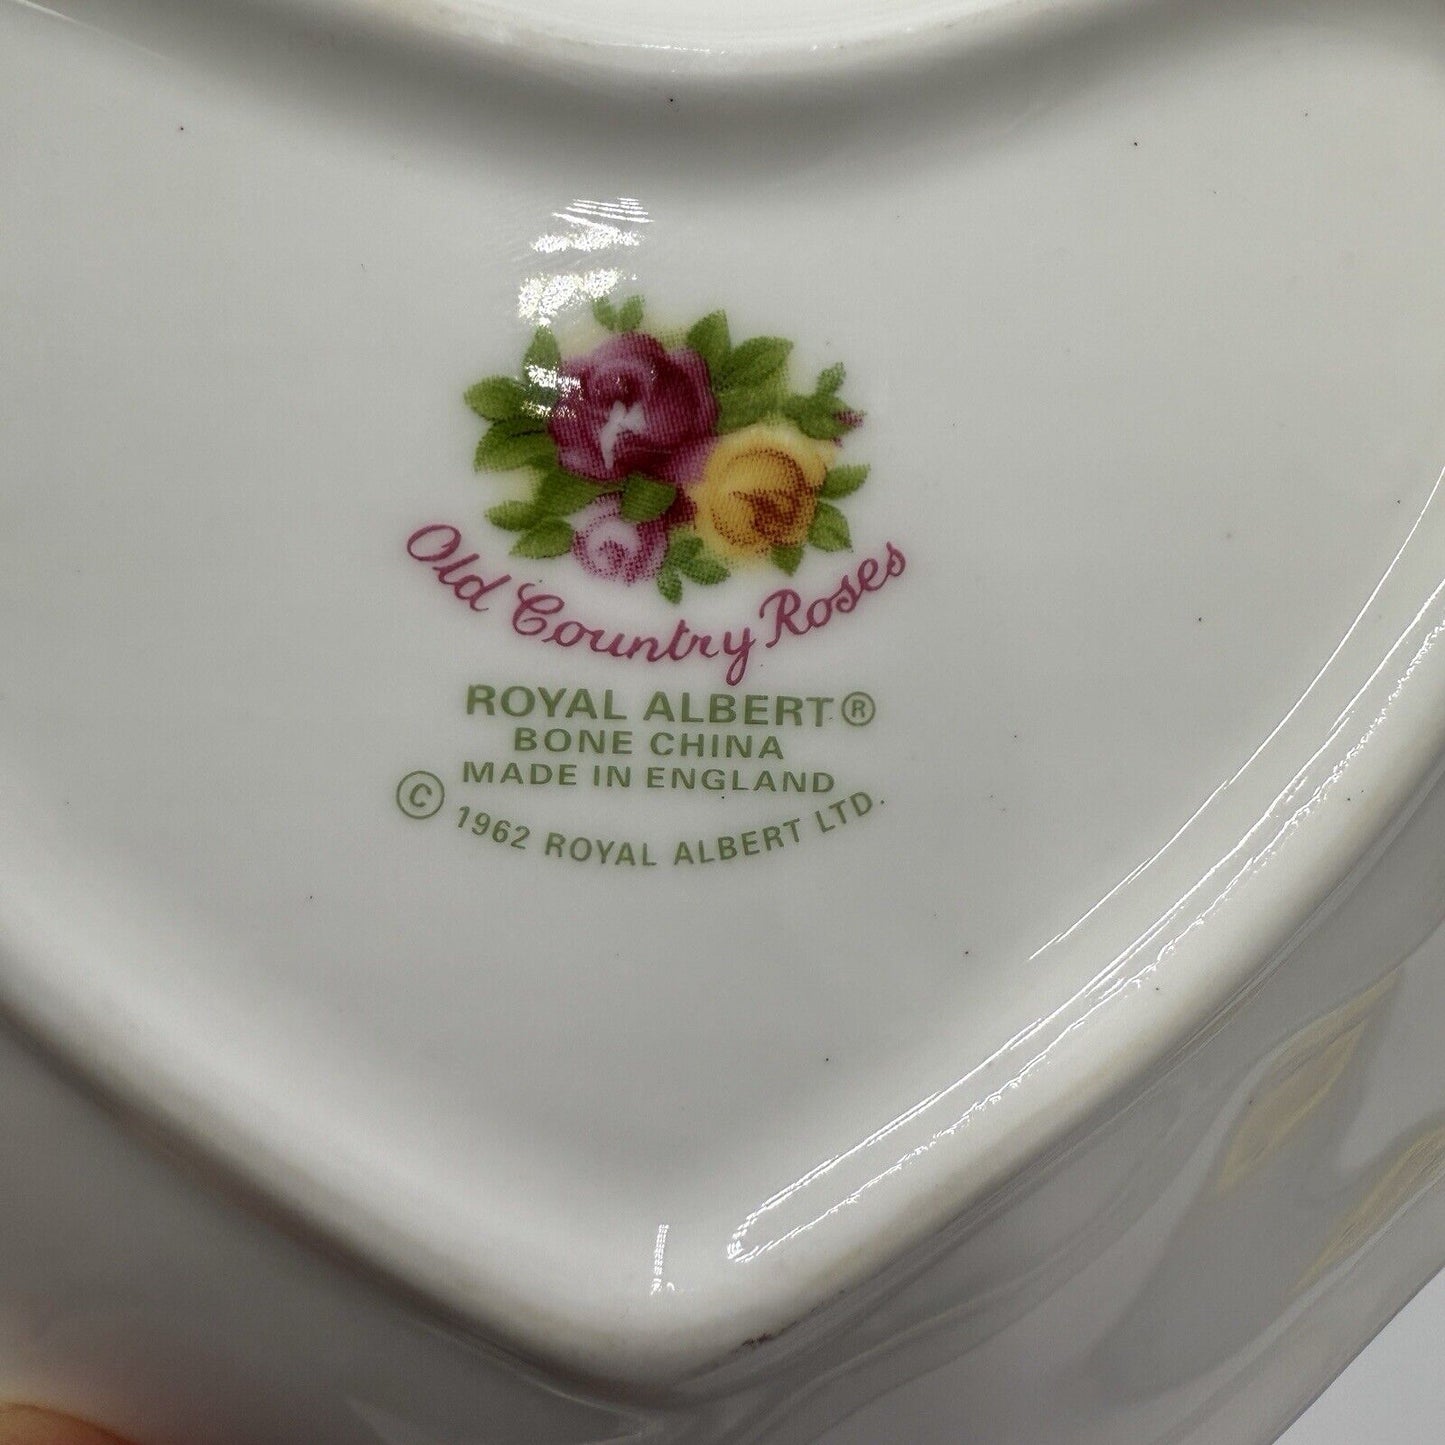 Old Country Roses
ROYAL ALBERT®
BONE CHINA
MADE IN ENGLAND
© 1962 ROYAL ALBERT LTD.